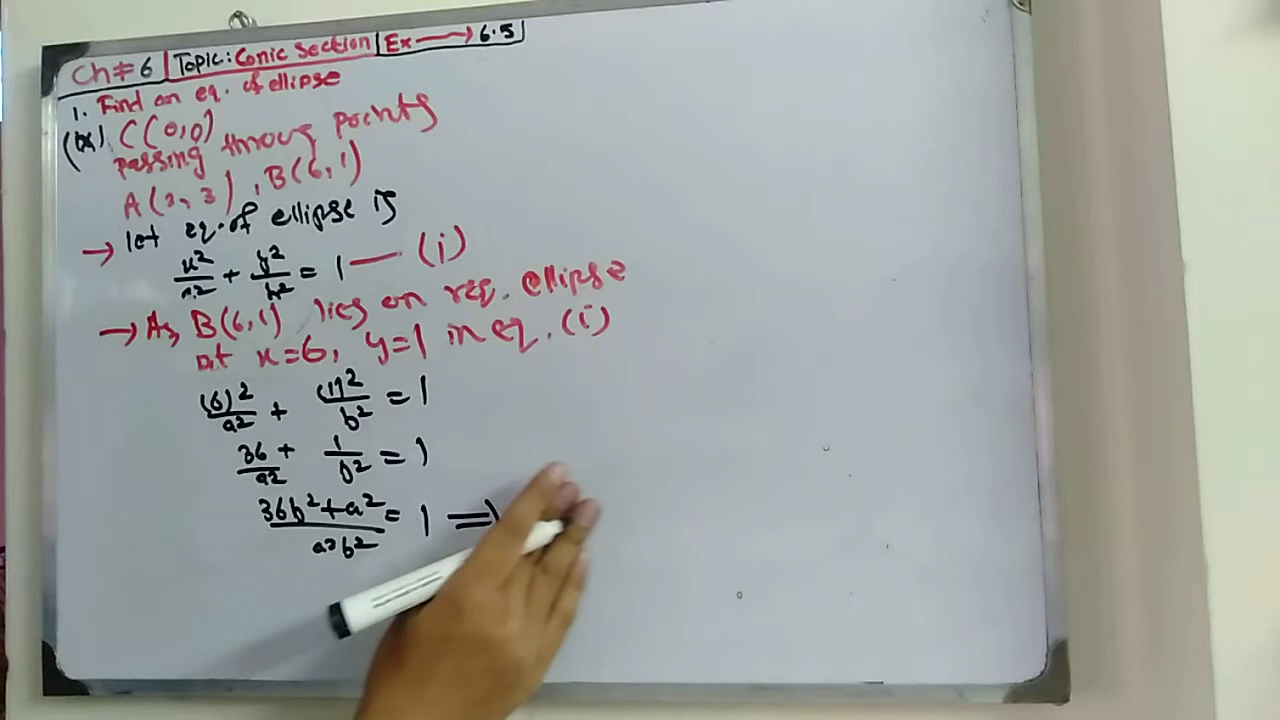 Ch # 6 | Topic: Conic section | Ex → 6.5
1. Find an eq. of ellipse
(ix) C(0,0)
passing throug points
A(2,3), B(6,1)
→ let eq. of ellipse is
x²/a² + y²/b² = 1 — (i)
→ As B(6,1) lies on req. ellipse
at x=6, y=1 in eq. (i)
(6)²/a² + (1)²/b² = 1
36/a² + 1/b² = 1
36b²+a²/a²b² = 1 ⇒